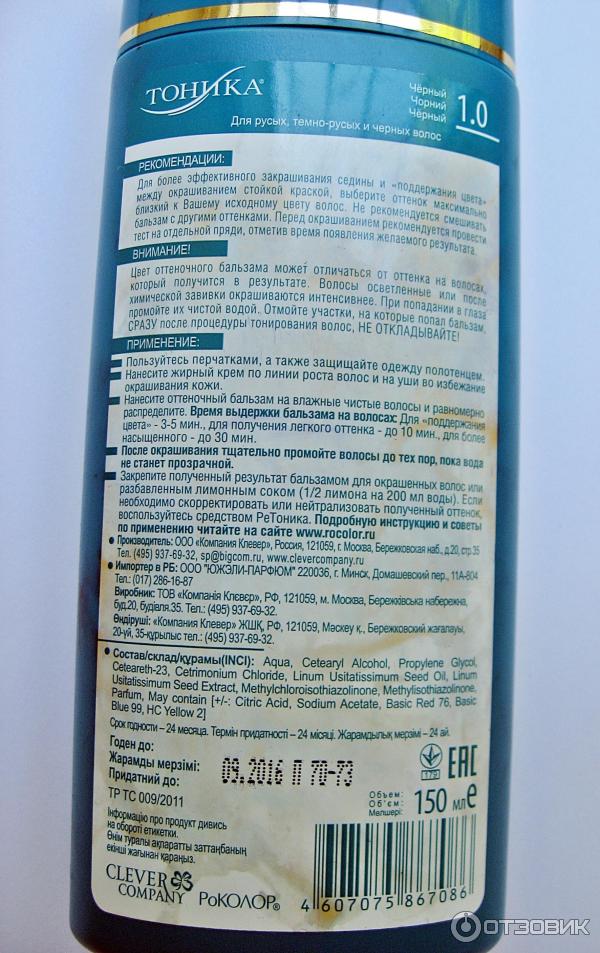 ТОНИКА®
Чёрный
Чорний
Чёрный
1.0
Для русых, темно-русых и черных волос
РЕКОМЕНДАЦИИ:
Для более эффективного закрашивания седины и «поддержания цвета»
между окрашиванием стойкой краской, выберите оттенок максимально
близкий к Вашему исходному цвету волос. Не рекомендуется смешивать
бальзам с другими оттенками. Перед окрашиванием рекомендуется провести
тест на отдельной пряди, отметив время появления желаемого результата.
ВНИМАНИЕ!
Цвет оттеночного бальзама может отличаться от оттенка на волосах,
который получится в результате. Волосы осветленные или после
химической завивки окрашиваются интенсивнее. При попадании в глаза
промойте их чистой водой. Отмойте участки, на которые попал бальзам,
СРАЗУ после процедуры тонирования волос, НЕ ОТКЛАДЫВАЙТЕ!
ПРИМЕНЕНИЕ:
Пользуйтесь перчатками, а также защищайте одежду полотенцем.
Нанесите жирный крем по линии роста волос и на уши во избежание
окрашивания кожи.
Нанесите оттеночный бальзам на влажные чистые волосы и равномерно
распределите. Время выдержки бальзама на волосах: Для «поддержания
цвета» - 3-5 мин., для получения легкого оттенка - до 10 мин., для более
насыщенного - до 30 мин.
После окрашивания тщательно промойте волосы до тех пор, пока вода
не станет прозрачной.
Закрепите полученный результат бальзамом для окрашенных волос или
разбавленным лимонным соком (1/2 лимона на 200 мл воды). Если
необходимо скорректировать или нейтрализовать полученный оттенок,
воспользуйтесь средством РеТоника. Подробную инструкцию и советы
по применению читайте на сайте www.rocolor.ru
• Производитель: ООО «Компания Клевер», Россия, 121059, г. Москва, Бережковская наб., д.20, стр.35
Тел. (495) 937-69-32, sp@bigcom.ru, www.clevercompany.ru
• Импортер в РБ: ООО "ЮЖЭЛИ-ПАРФЮМ" 220036, г. Минск, Домашевский пер., 11А-804
Тел.: (017) 286-16-87
Виробник: ТОВ «Компанія Клєвєр», РФ, 121059, м. Москва, Бережківська набережна,
буд.20, будівля.35. Тел.: (495) 937-69-32.
Өндіруші: «Компания Клевер» ЖШҚ, РФ, 121059, Мәскеу қ., Бережковский жағалауы,
20-үй, 35-құрылыс тел.: (495) 937-69-32.
• Состав/склад/құрамы(INCI): Aqua, Cetearyl Alcohol, Propylene Glycol,
Ceteareth-23, Cetrimonium Chloride, Linum Usitatissimum Seed Oil, Linum
Usitatissimum Seed Extract, Methylchloroisothiazolinone, Methylisothiazolinone,
Parfum, May contain [+/-: Citric Acid, Sodium Acetate, Basic Red 76, Basic
Blue 99, HC Yellow 2]
Срок годности – 24 месяца. Термін придатності – 24 місяці. Жарамдылық мерзімі – 24 ай.
Годен до:
Жарамды мерзімі:
Придатний до:
09.2016 П 70-73
ТР ТС 009/2011
179
EAC
Объем:
Об'єм:
Мөлшері:
150 мл e
Інформацію про продукт дивись
на обороті етикетки.
Өнім туралы ақпаратты заттаңбаның
екінші жағынан қараңыз.
CLEVER
COMPANY
РоКОЛОР®
4 607075 867086
ОТЗОВИК